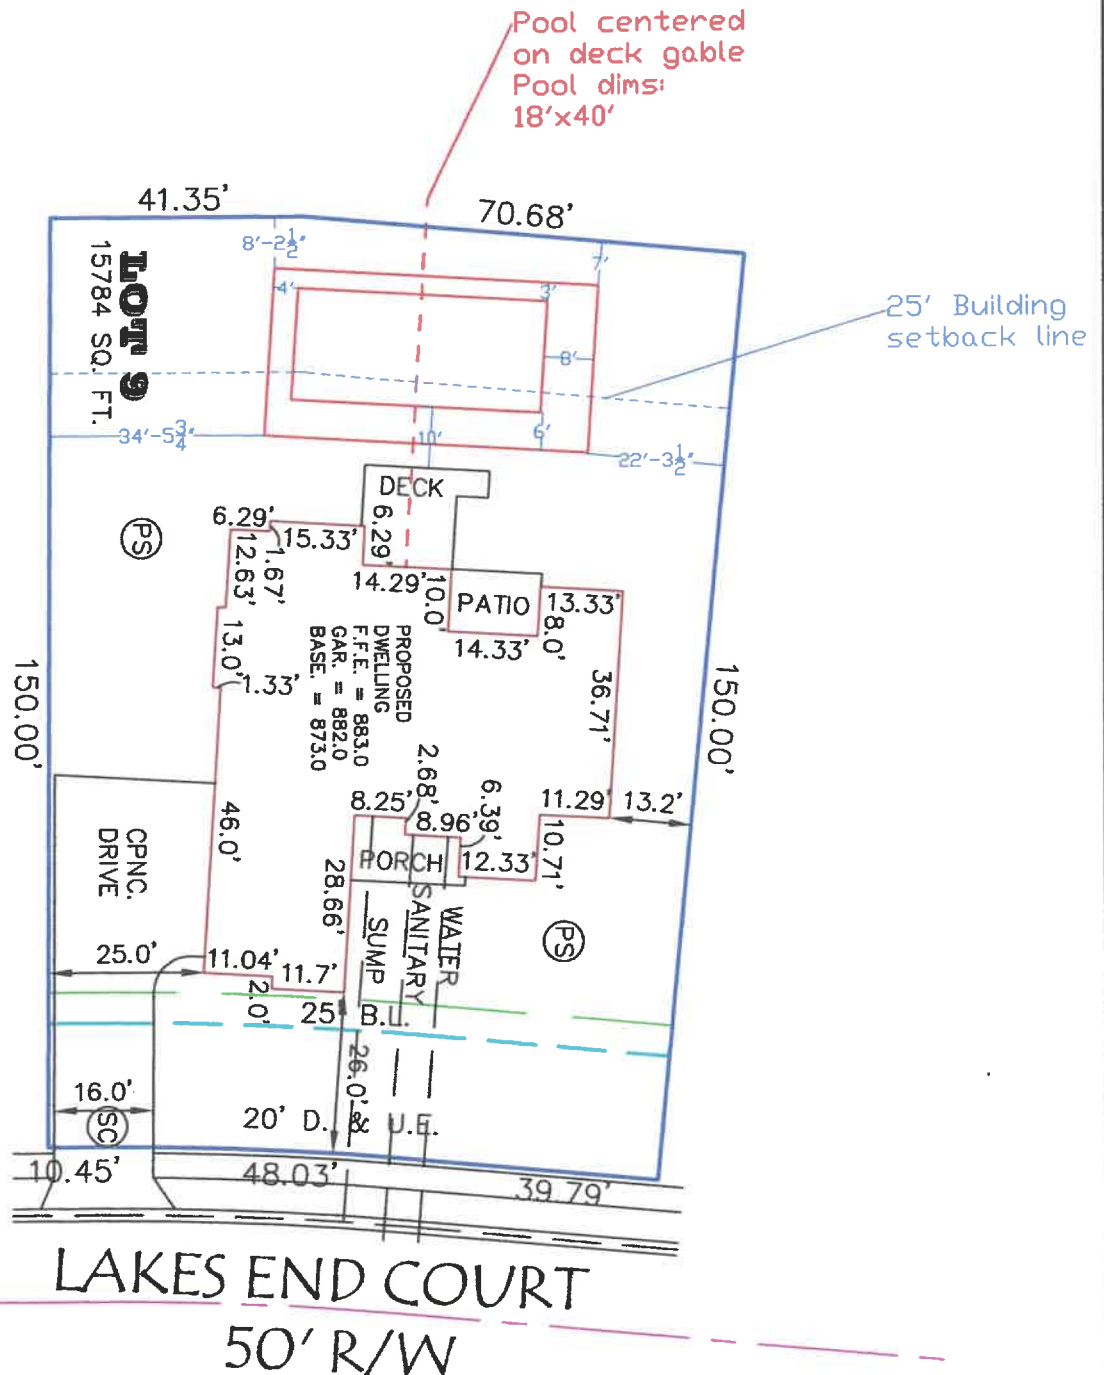 Pool centered
on deck gable
Pool dims:
18'x40'
41.35'
70.68'
8'-2½"
7'
LOT 9
15784 SQ. FT.
4'
3'
8'
25' Building
setback line
34'-5¾"
10'
6'
22'-3½"
DECK
PS
6.29'
15.33'
6.29'
12.63'
1.67'
14.29'
10.0'
PATIO
13.33'
14.33'
8.0'
13.0'
1.33'
PROPOSED
DWELLING
F.F.E. = 883.0
GAR. = 882.0
BASE. = 873.0
150.00'
36.71'
150.00'
2.68'
6.39'
8.25'
8.96'
11.29'
13.2'
46.0'
CPNC.
DRIVE
28.66'
PORCH
12.33'
10.71'
PS
WATER
SANITARY
SUMP
25.0'
11.04'
11.7'
2.0'
25' B.L.
26.0'
16.0'
SC
20' D. & U.E.
10.45'
48.03'
39.79'
LAKES END COURT
50' R/W